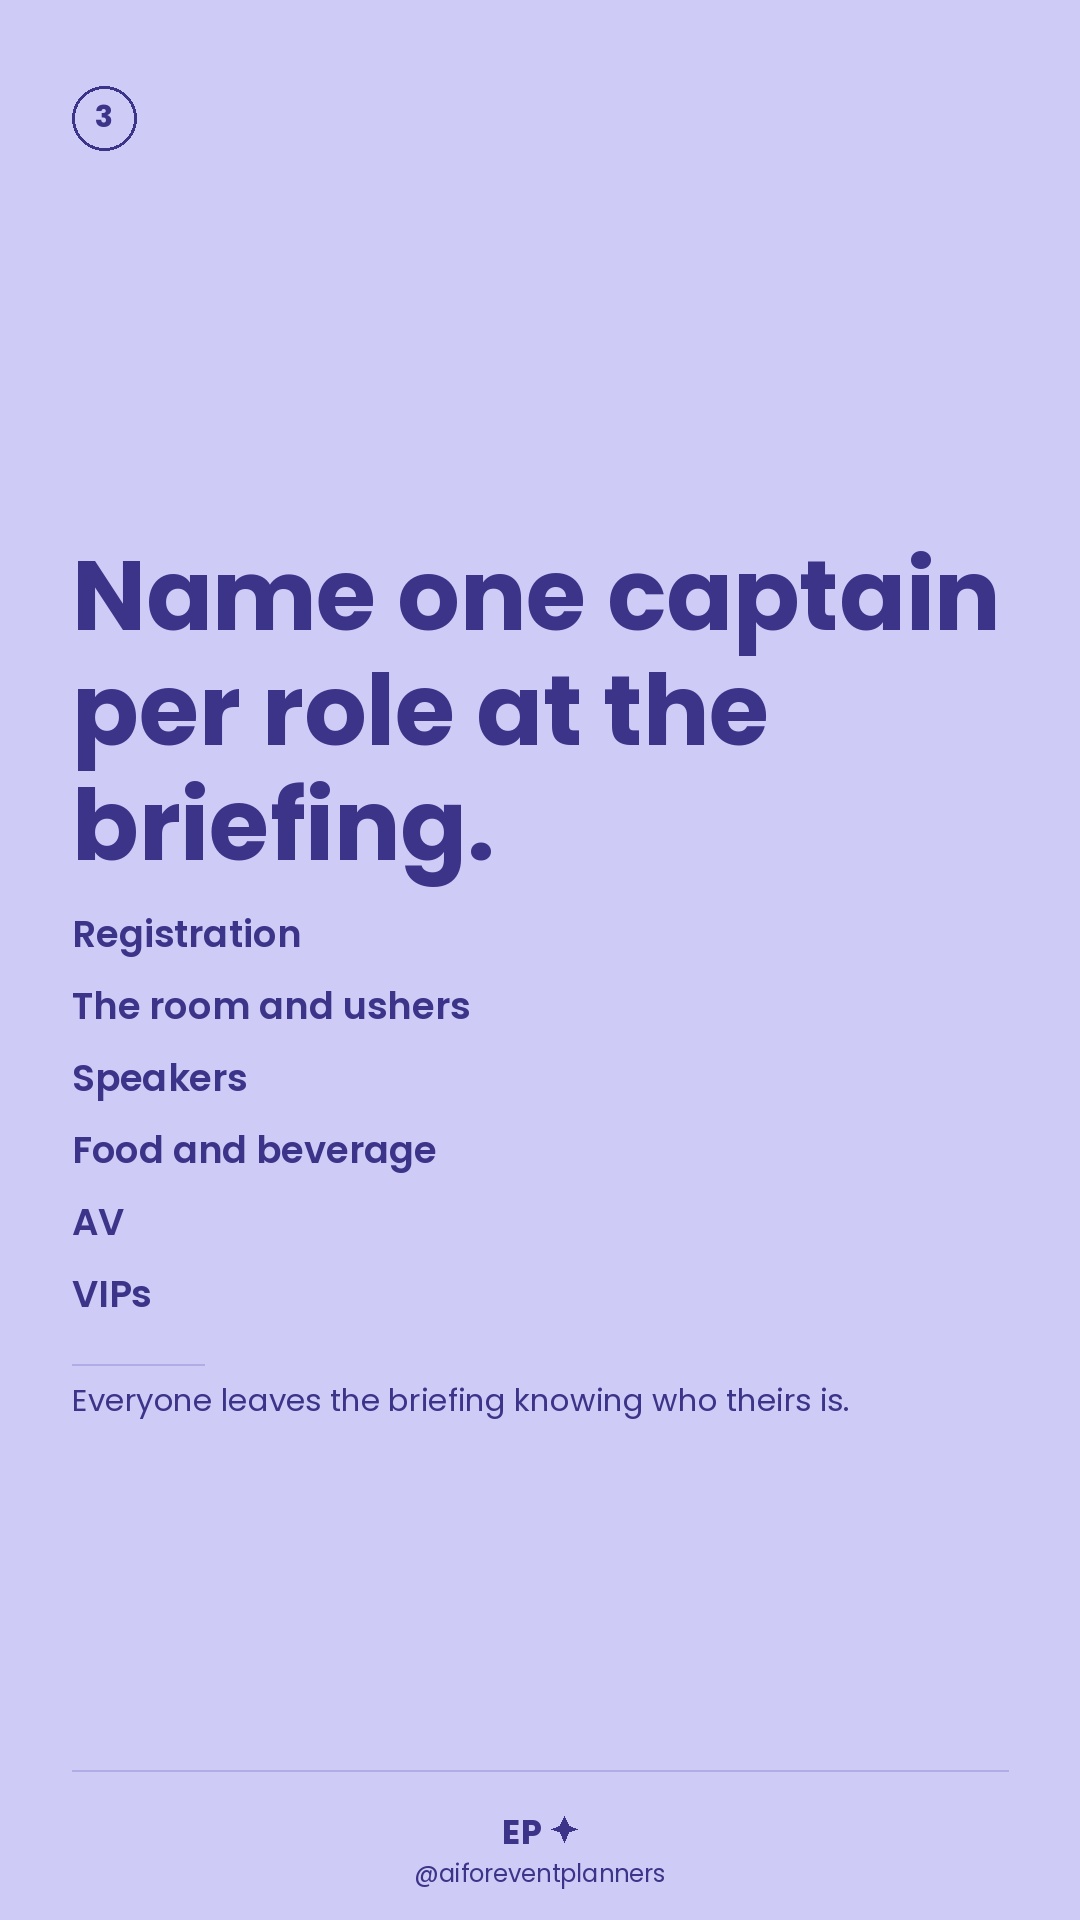 3
Name one captain
per role at the
briefing.
Registration
The room and ushers
Speakers
Food and beverage
AV
VIPs
Everyone leaves the briefing knowing who theirs is.
EP
@aiforeventplanners